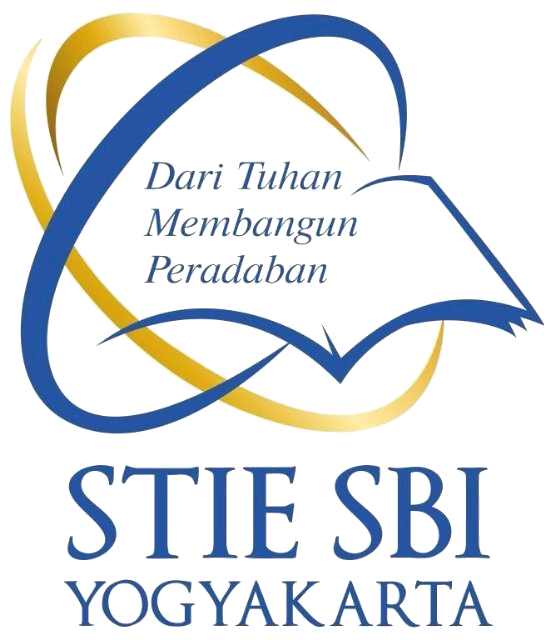 Dari Tuhan
Membangun
Peradaban
STIE SBI
YOGYAKARTA